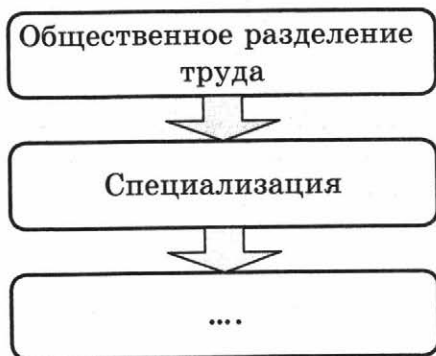 Общественное разделение
труда
Специализация
....